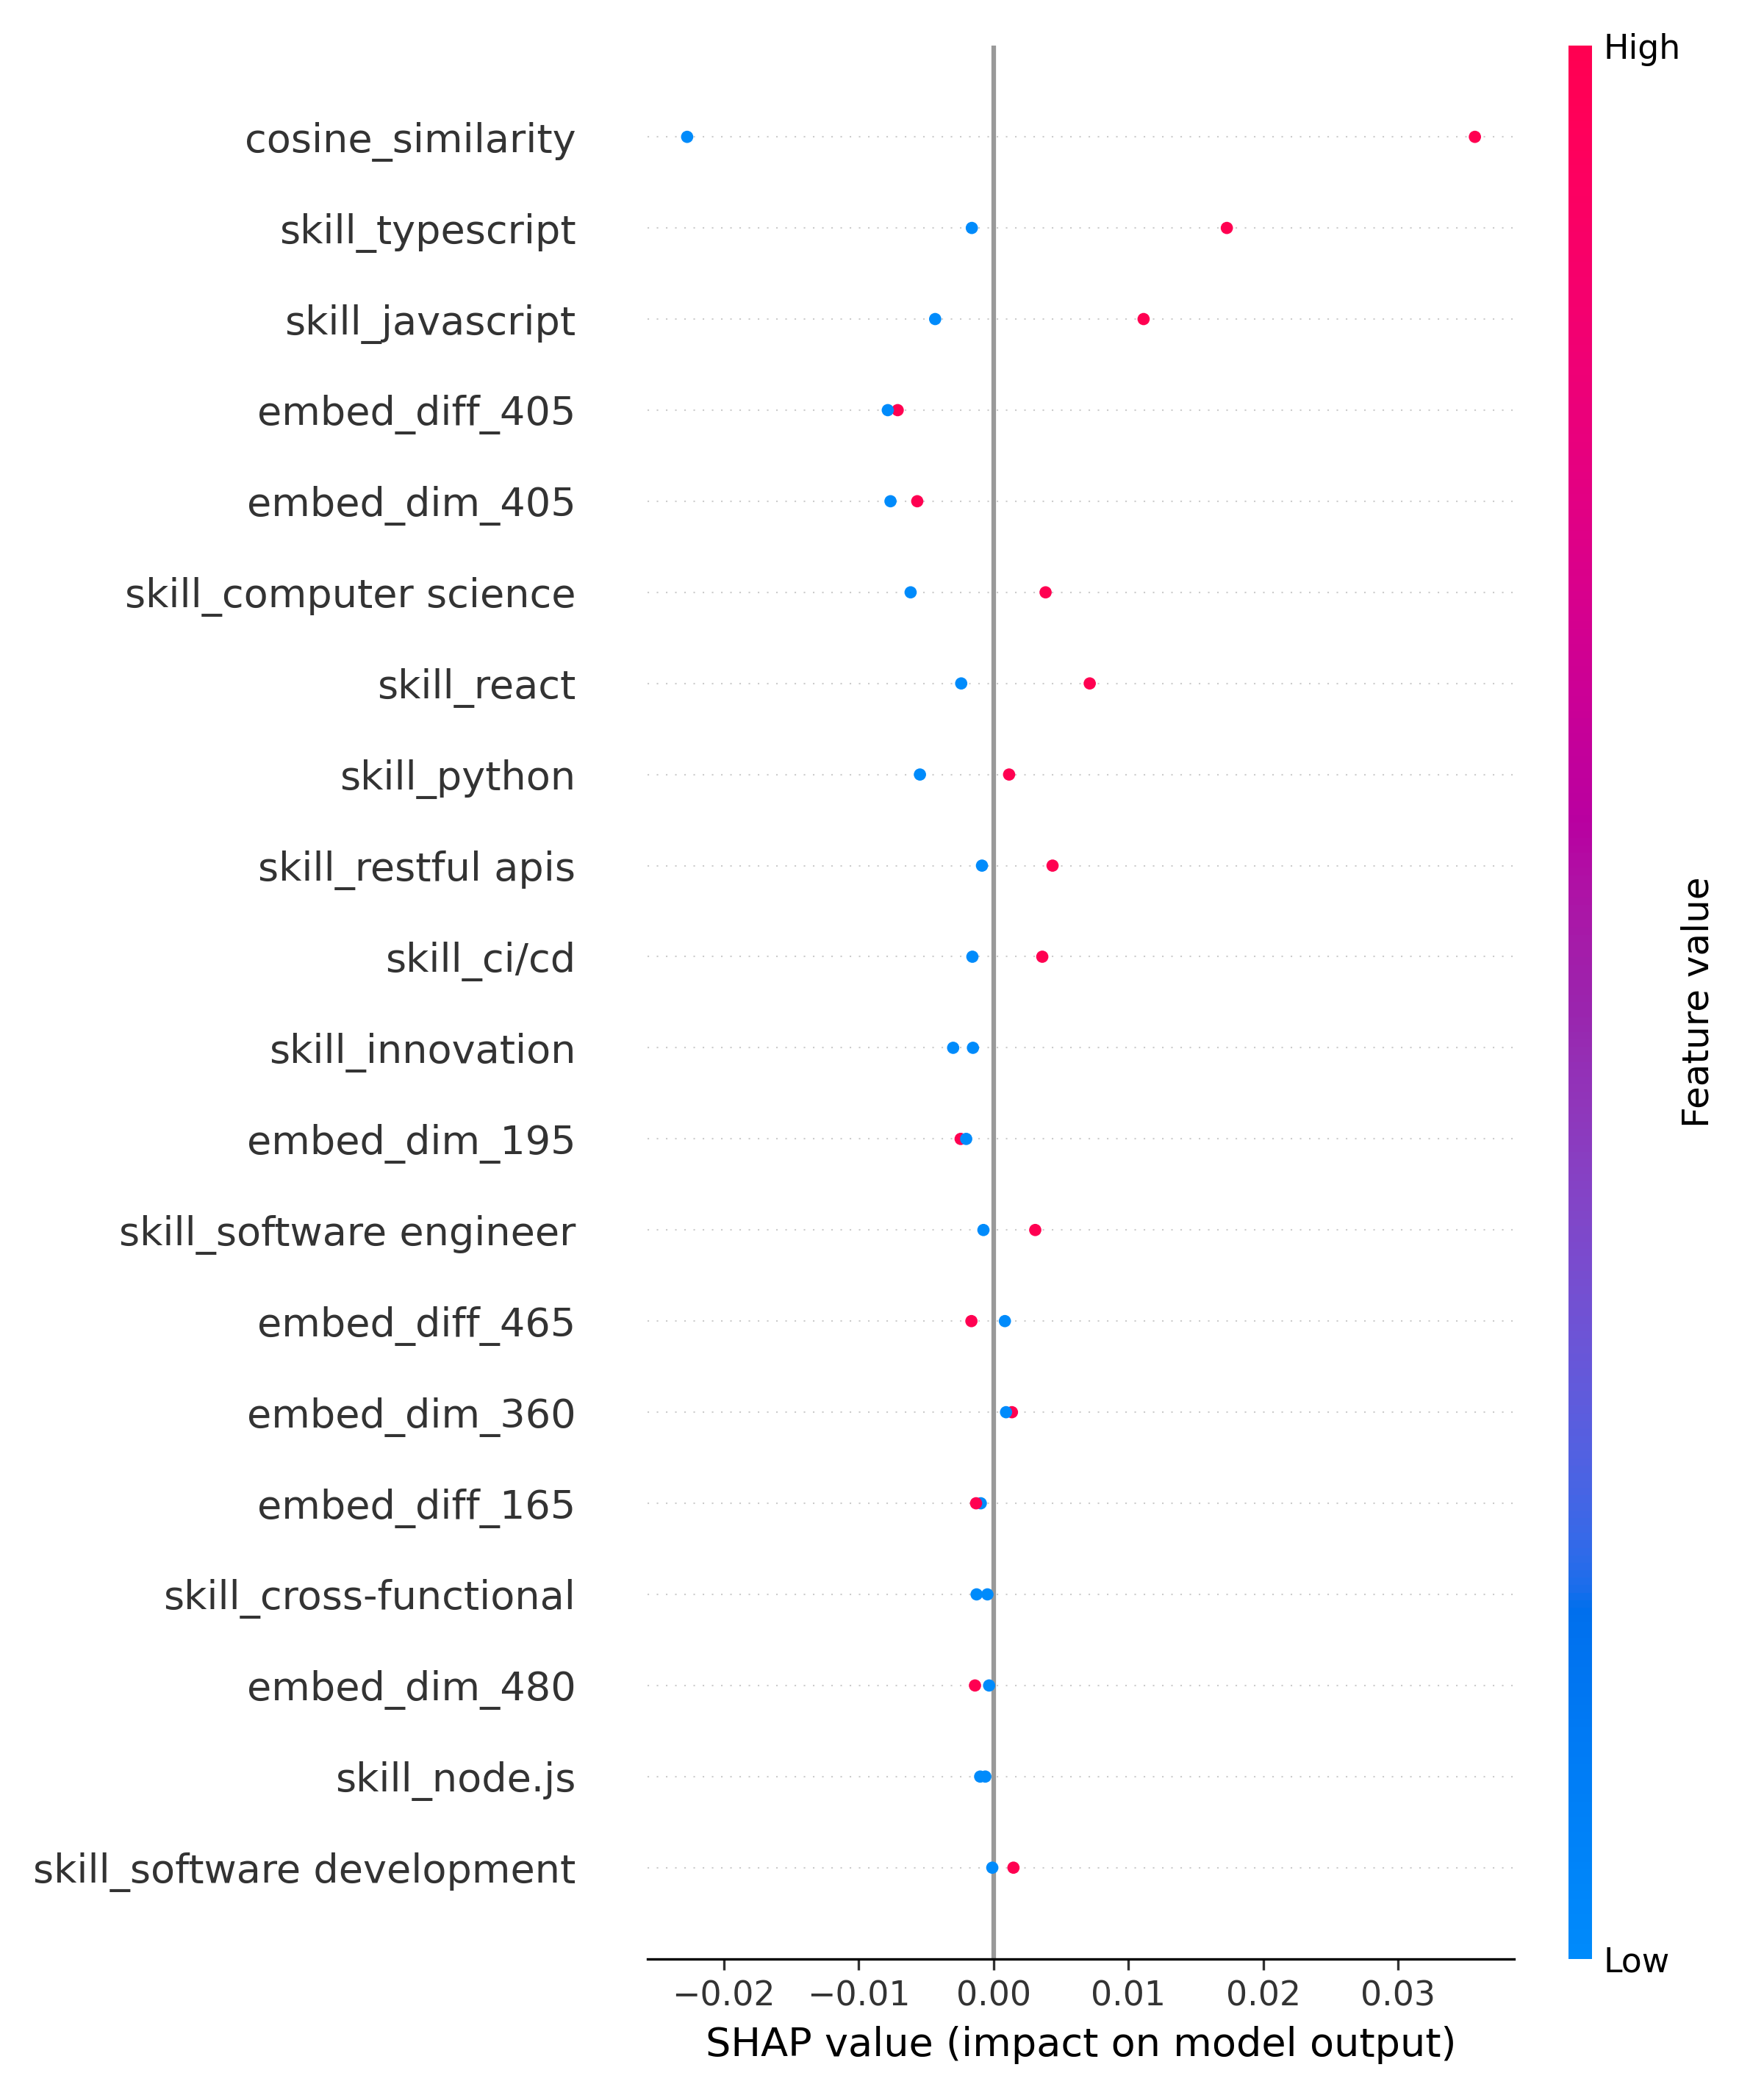 High
cosine_similarity
skill_typescript
skill_javascript
embed_diff_405
embed_dim_405
skill_computer science
skill_react
skill_python
skill_restful apis
skill_ci/cd
skill_innovation
embed_dim_195
skill_software engineer
embed_diff_465
embed_dim_360
embed_diff_165
skill_cross-functional
embed_dim_480
skill_node.js
skill_software development
Feature value
Low
−0.02 −0.01 0.00 0.01 0.02 0.03
SHAP value (impact on model output)